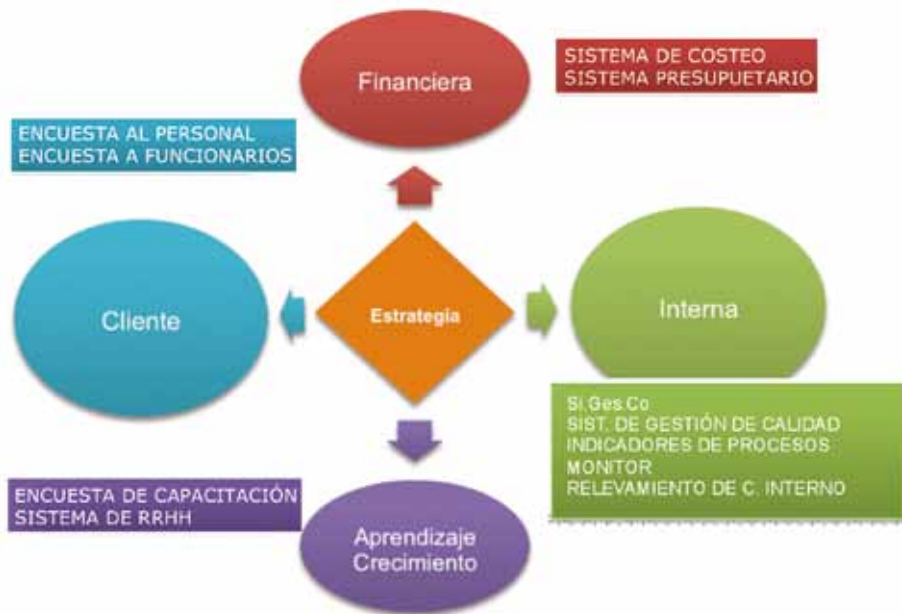 Financiera
SISTEMA DE COSTEO
SISTEMA PRESUPUETARIO
ENCUESTA AL PERSONAL
ENCUESTA A FUNCIONARIOS
Cliente
Estrategia
Interna
Si.Ges.Co
SIST. DE GESTIÓN DE CALIDAD
INDICADORES DE PROCESOS
MONITOR
RELEVAMIENTO DE C. INTERNO
ENCUESTA DE CAPACITACIÓN
SISTEMA DE RRHH
Aprendizaje
Crecimiento